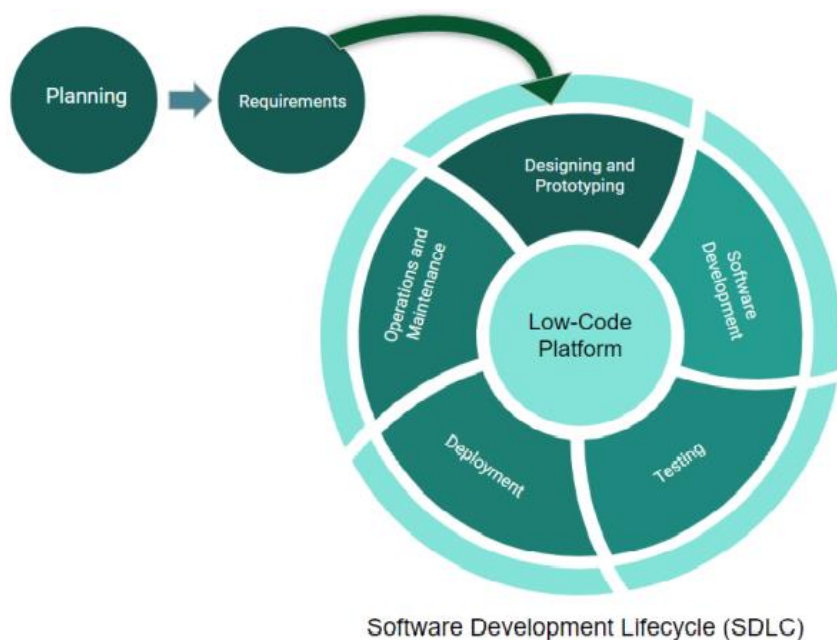 Planning
Requirements
Designing and
Prototyping
Software
Development
Testing
Deployment
Operations and
Maintenance
Low-Code
Platform
Software Development Lifecycle (SDLC)